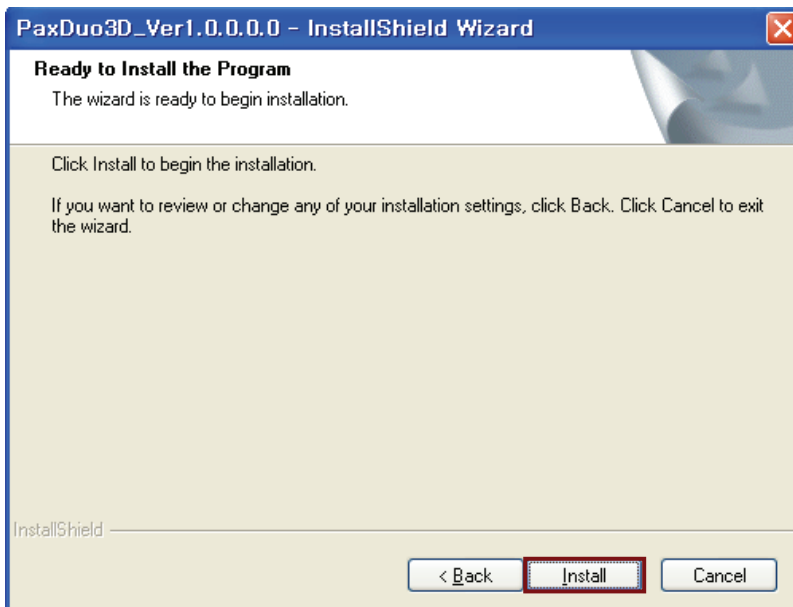 PaxDuo3D_Ver1.0.0.0.0 - InstallShield Wizard
Ready to Install the Program
The wizard is ready to begin installation.
Click Install to begin the installation.
If you want to review or change any of your installation settings, click Back. Click Cancel to exit
the wizard.
InstallShield
< Back Install Cancel